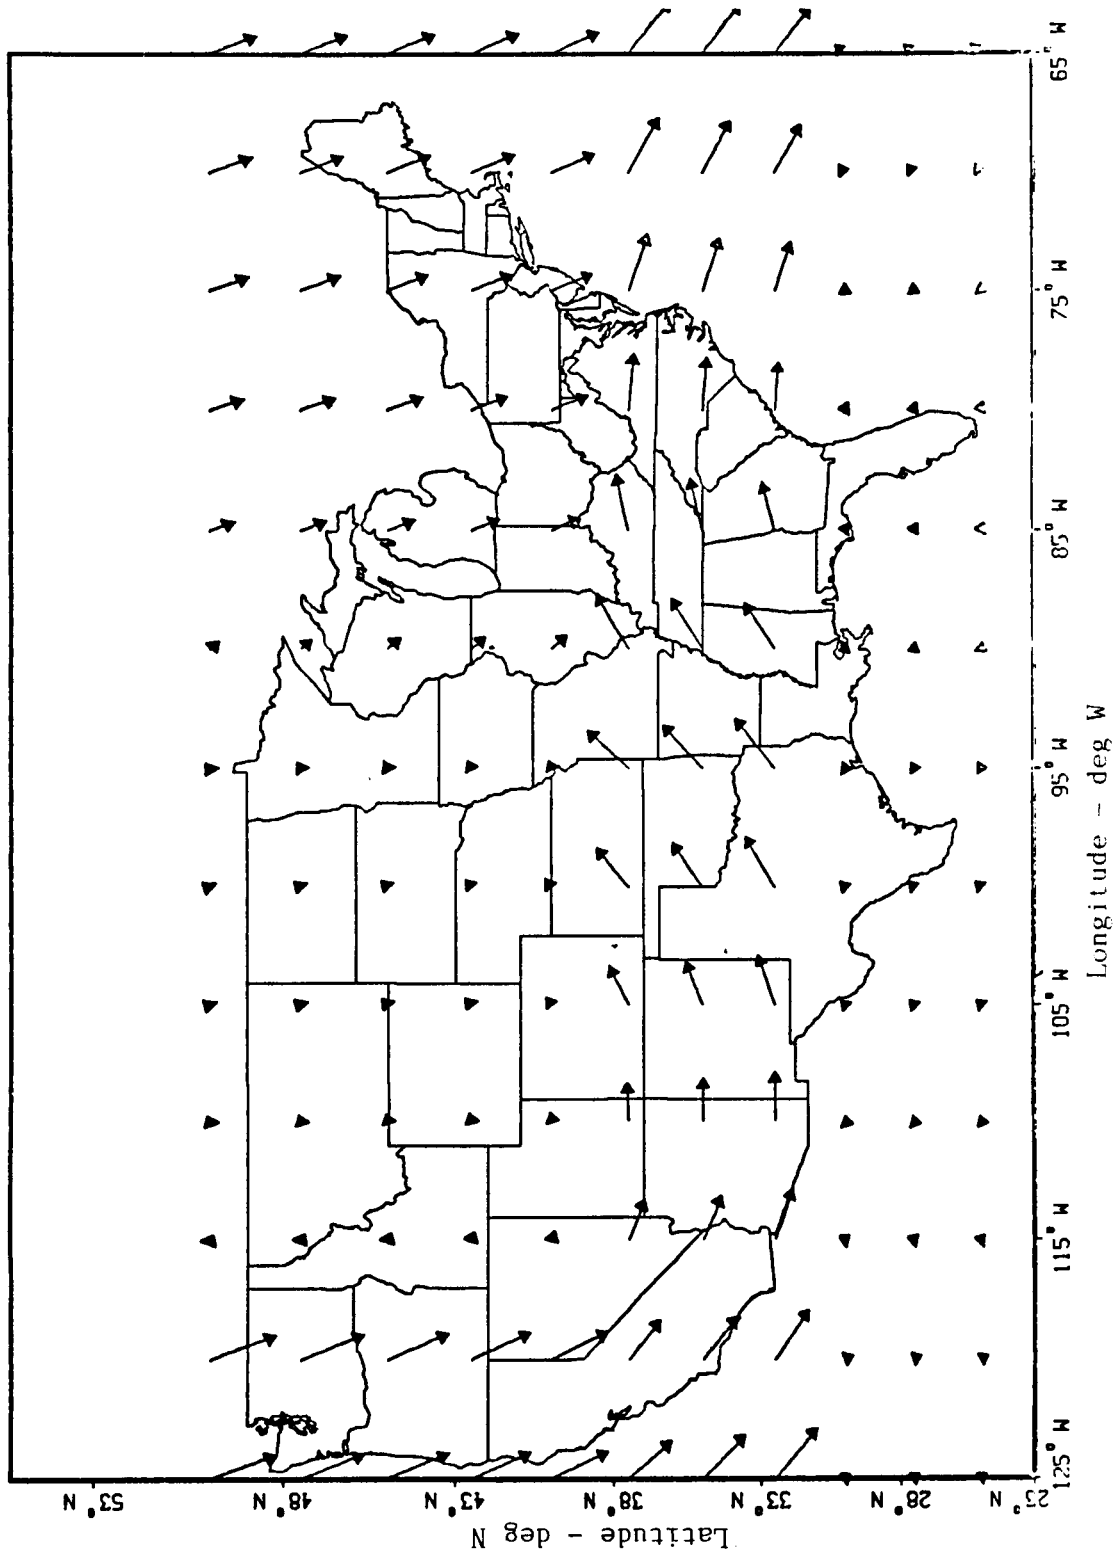 Latitude - deg N
53° N
48° N
43° N
38° N
33° N
28° N
23° N
125° W
115° W
105° W
95° W
85° W
75° W
65° W
Longitude - deg W